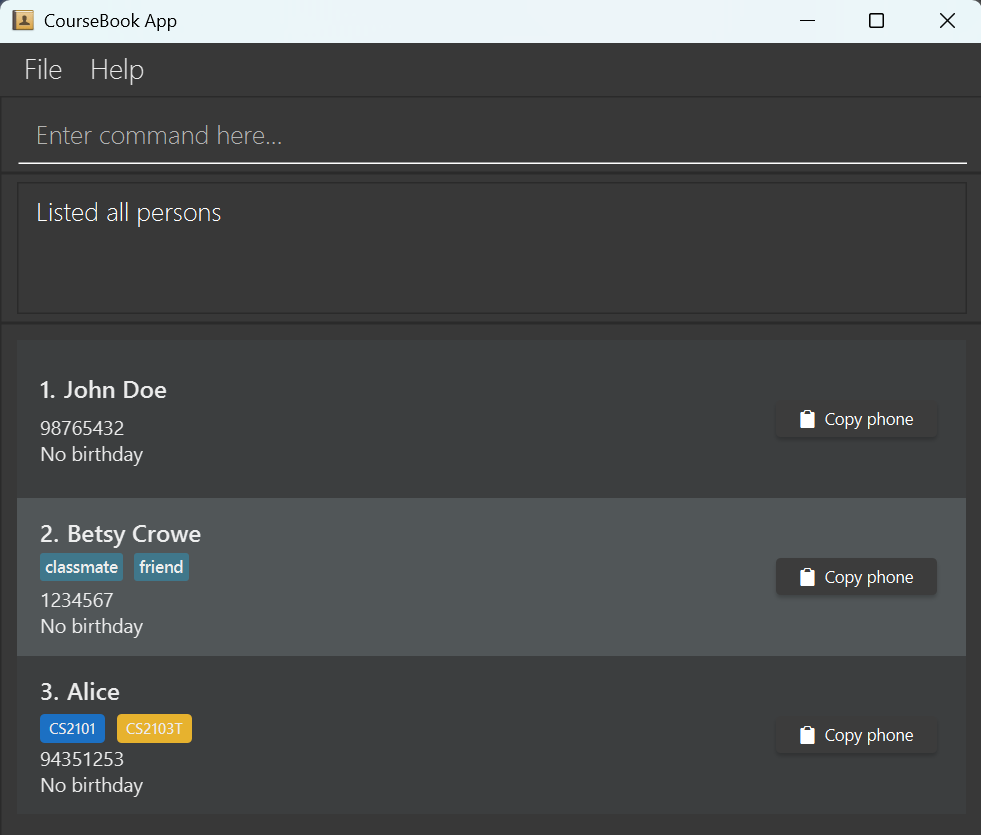 CourseBook App
File Help
Enter command here...
Listed all persons
1. John Doe
98765432
No birthday
Copy phone
2. Betsy Crowe
classmate friend
1234567
No birthday
Copy phone
3. Alice
CS2101 CS2103T
94351253
No birthday
Copy phone